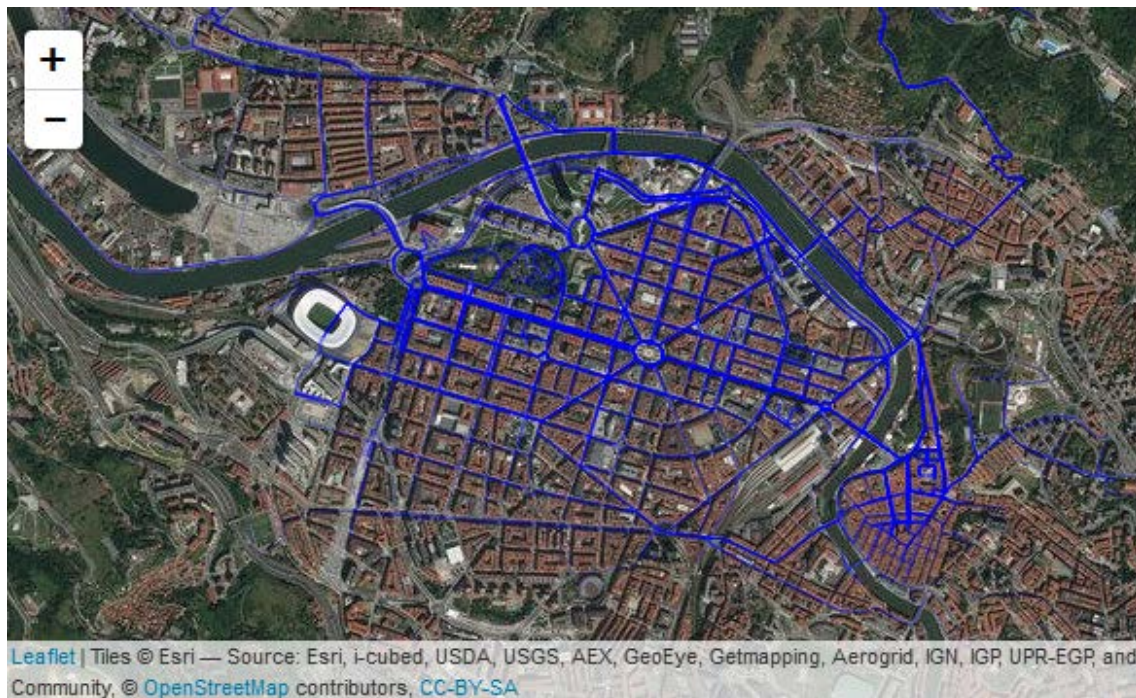 +
−
Leaflet | Tiles © Esri — Source: Esri, i-cubed, USDA, USGS, AEX, GeoEye, Getmapping, Aerogrid, IGN, IGP, UPR-EGP, and
Community, © OpenStreetMap contributors, CC-BY-SA